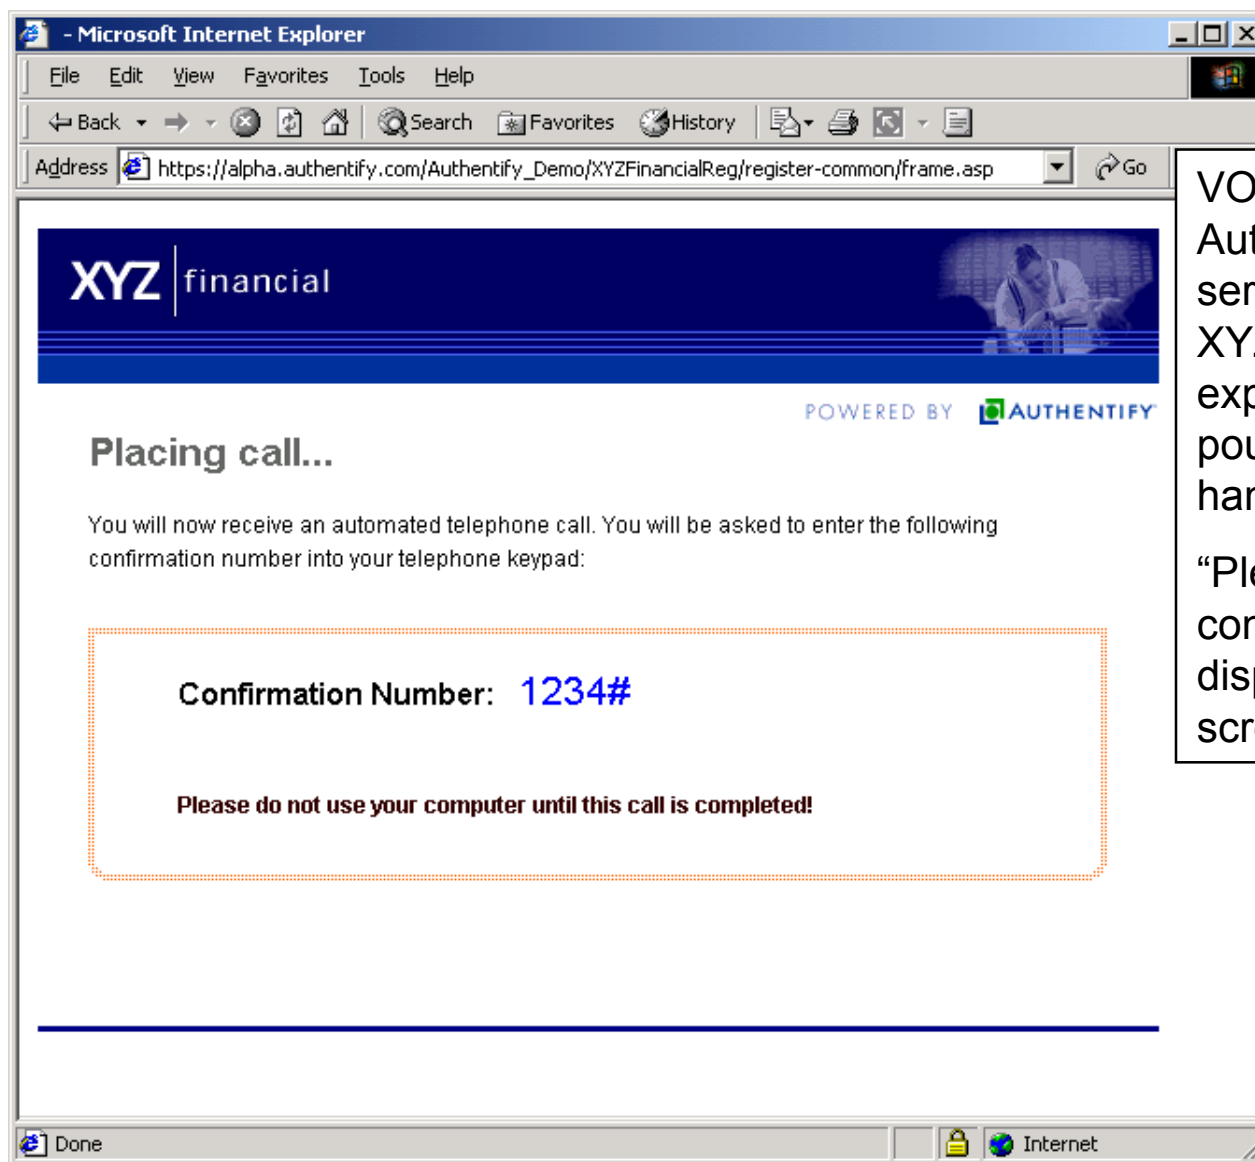 - Microsoft Internet Explorer
File Edit View Favorites Tools Help
Back Search Favorites History
Address https://alpha.authentify.com/Authentify_Demo/XYZFinancialReg/register-common/frame.asp Go
XYZ financial
POWERED BY AUTHENTIFY
Placing call...
You will now receive an automated telephone call. You will be asked to enter the following
confirmation number into your telephone keypad:
Confirmation Number: 1234#
Please do not use your computer until this call is completed!
Done Internet